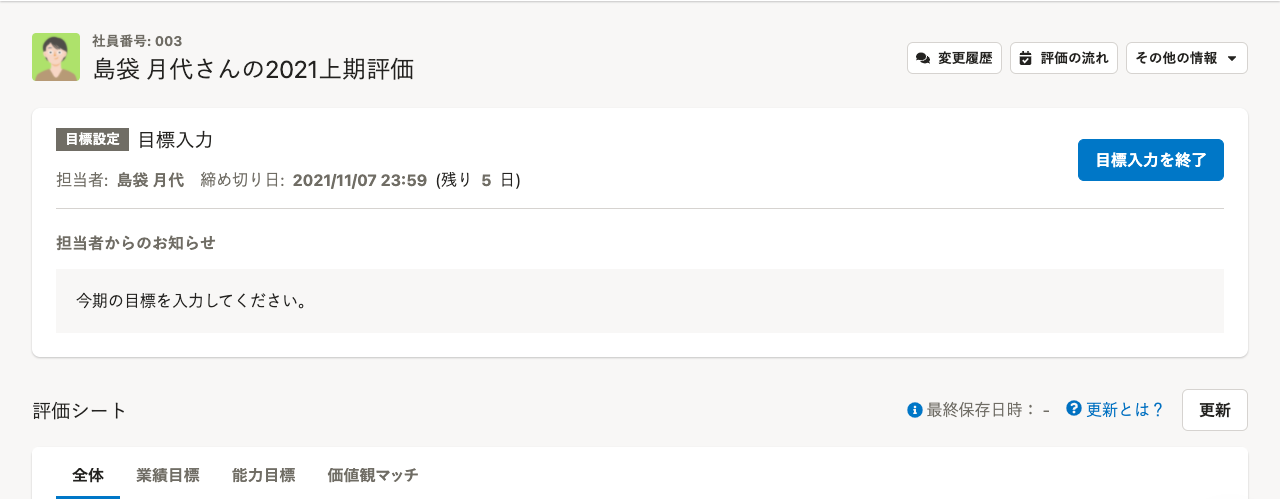 社員番号: 003
島袋 月代さんの2021上期評価
変更履歴
評価の流れ
その他の情報
目標設定 目標入力
目標入力を終了
担当者: 島袋 月代 締め切り日: 2021/11/07 23:59 (残り 5 日)
担当者からのお知らせ
今期の目標を入力してください。
評価シート
最終保存日時： -
更新とは？
更新
全体 業績目標 能力目標 価値観マッチ